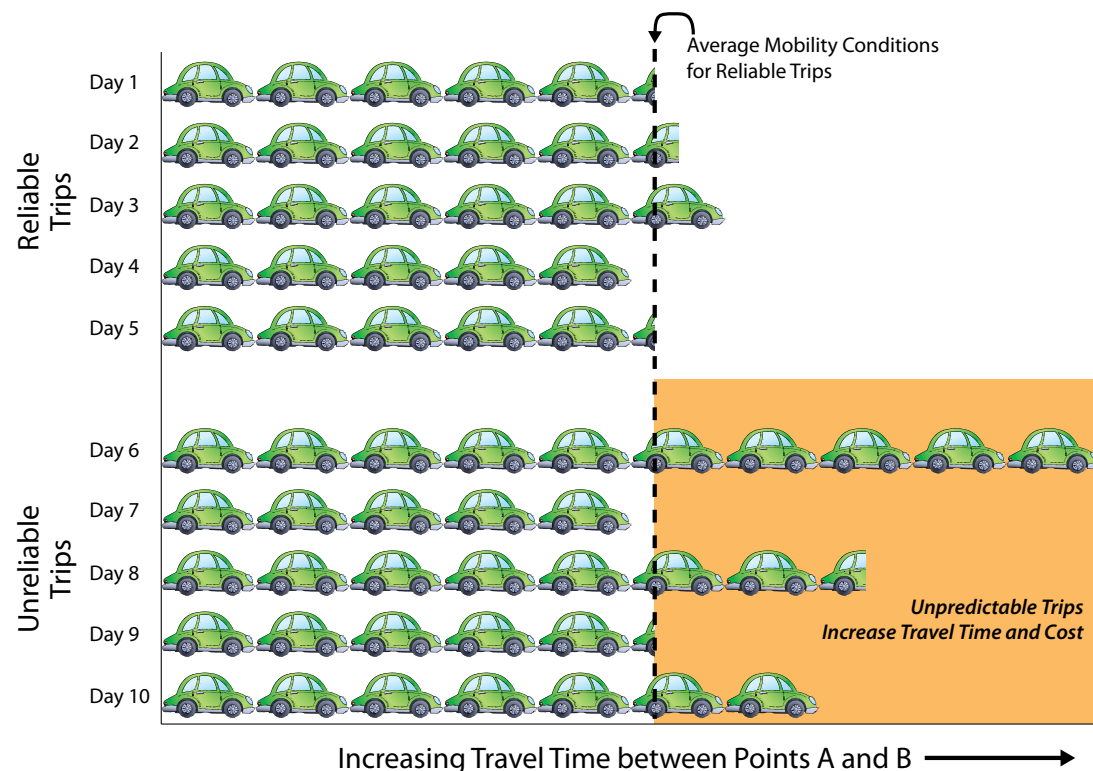 Average Mobility Conditions
for Reliable Trips
Reliable
Trips
Day 1
Day 2
Day 3
Day 4
Day 5
Unreliable
Trips
Day 6
Day 7
Day 8
Day 9
Day 10
Unpredictable Trips
Increase Travel Time and Cost
Increasing Travel Time between Points A and B